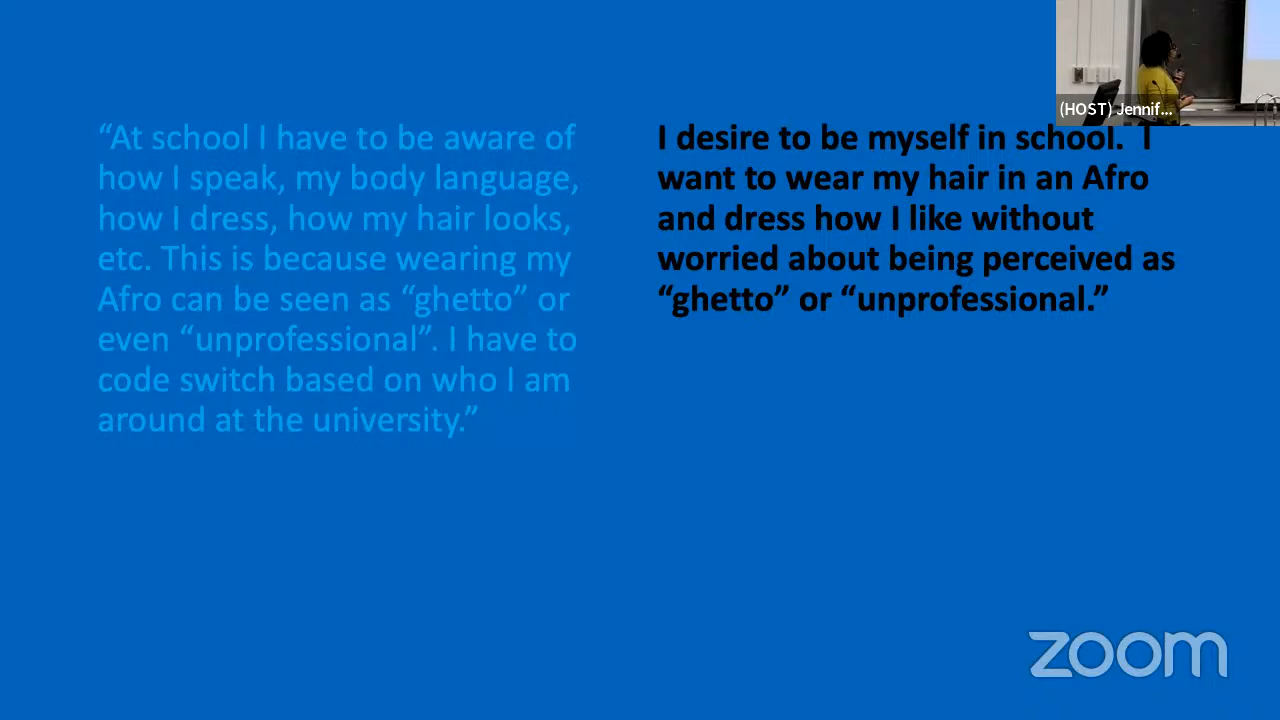 “At school I have to be aware of
how I speak, my body language,
how I dress, how my hair looks,
etc. This is because wearing my
Afro can be seen as “ghetto” or
even “unprofessional”. I have to
code switch based on who I am
around at the university.”
I desire to be myself in school. I
want to wear my hair in an Afro
and dress how I like without
worried about being perceived as
“ghetto” or “unprofessional.”
(HOST) Jennif...
zoom